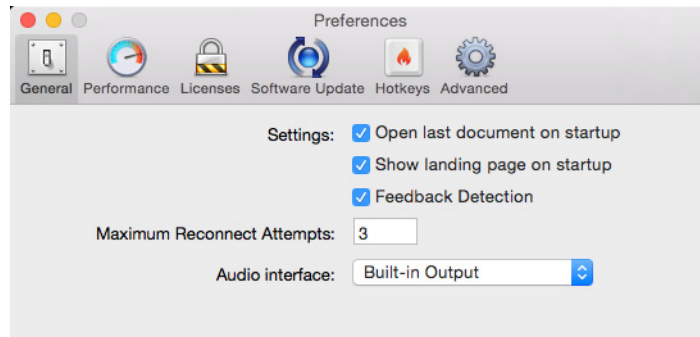 Preferences
General Performance Licenses Software Update Hotkeys Advanced
Settings: Open last document on startup
Show landing page on startup
Feedback Detection
Maximum Reconnect Attempts: 3
Audio interface: Built-in Output